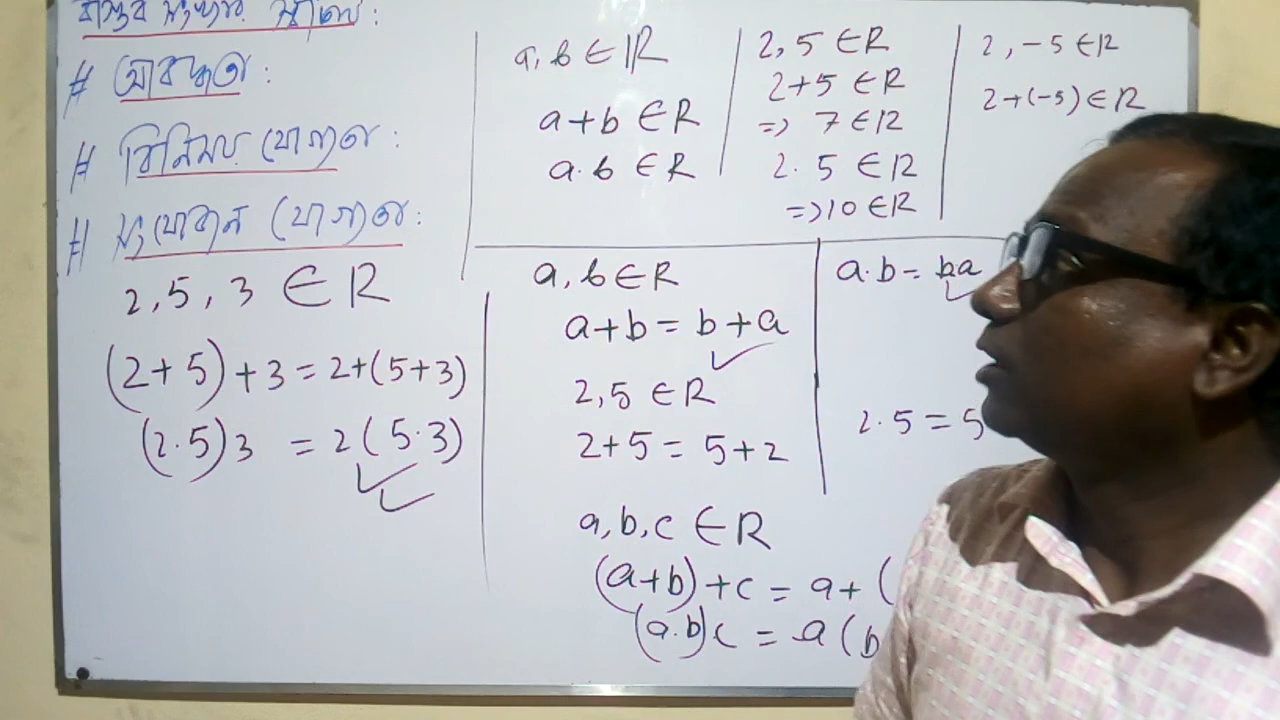 বাস্তব সংখ্যার
# আবদ্ধতা :
# বিনিময় যোগ্যতা :
# সংযোজন যোগ্যতা :
2, 5, 3 ∈ R
(2+5)+3 = 2+(5+3)
(2·5)3 = 2(5·3)
a, b ∈ R
a+b ∈ R
a·b ∈ R
2, 5 ∈ R
2+5 ∈ R
=> 7 ∈ R
2·5 ∈ R
=> 10 ∈ R
2, -5 ∈ R
2+(-5) ∈ R
a, b ∈ R
a+b = b+a
2, 5 ∈ R
2+5 = 5+2
a·b = ba
2·5 = 5
a, b, c ∈ R
(a+b)+c = a+(
(a·b)c = a(b